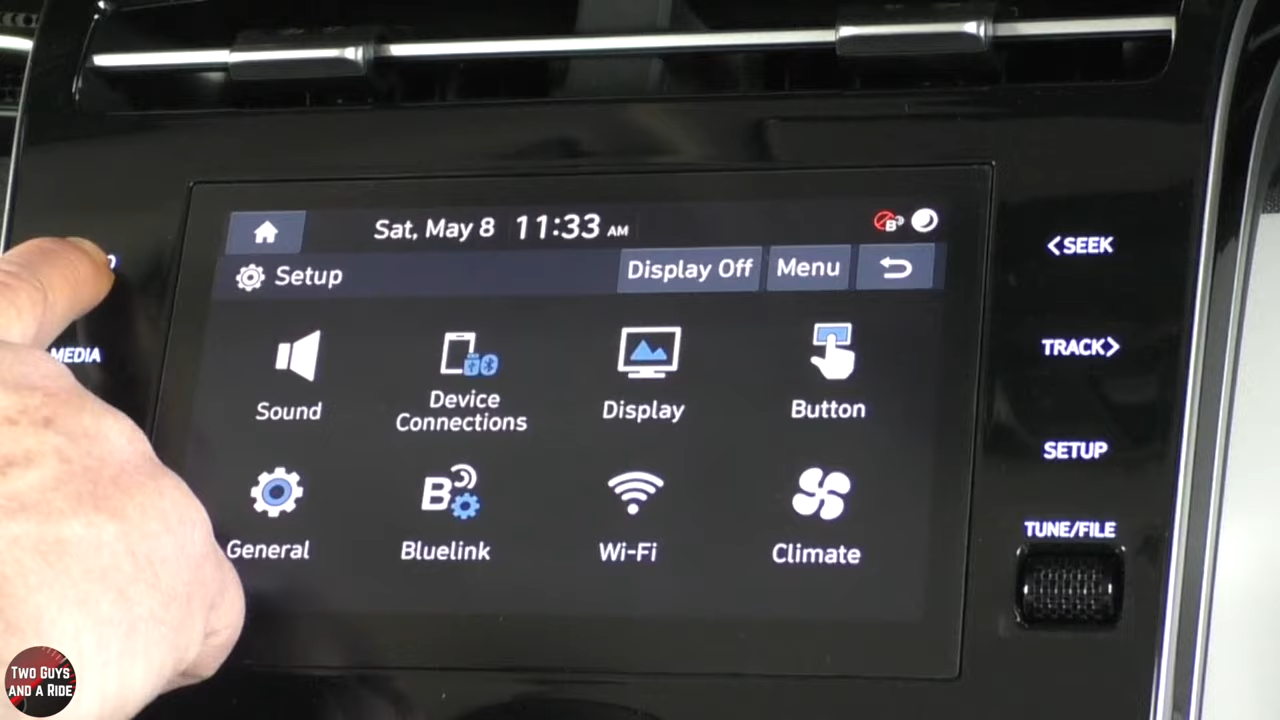 Sat, May 8 11:33 AM
B
Setup
Display Off
Menu
<SEEK
MEDIA
TRACK>
Sound
Device
Connections
Display
Button
SETUP
B
General
Bluelink
Wi-Fi
Climate
TUNE/FILE
TWO GUYS
AND A RIDE